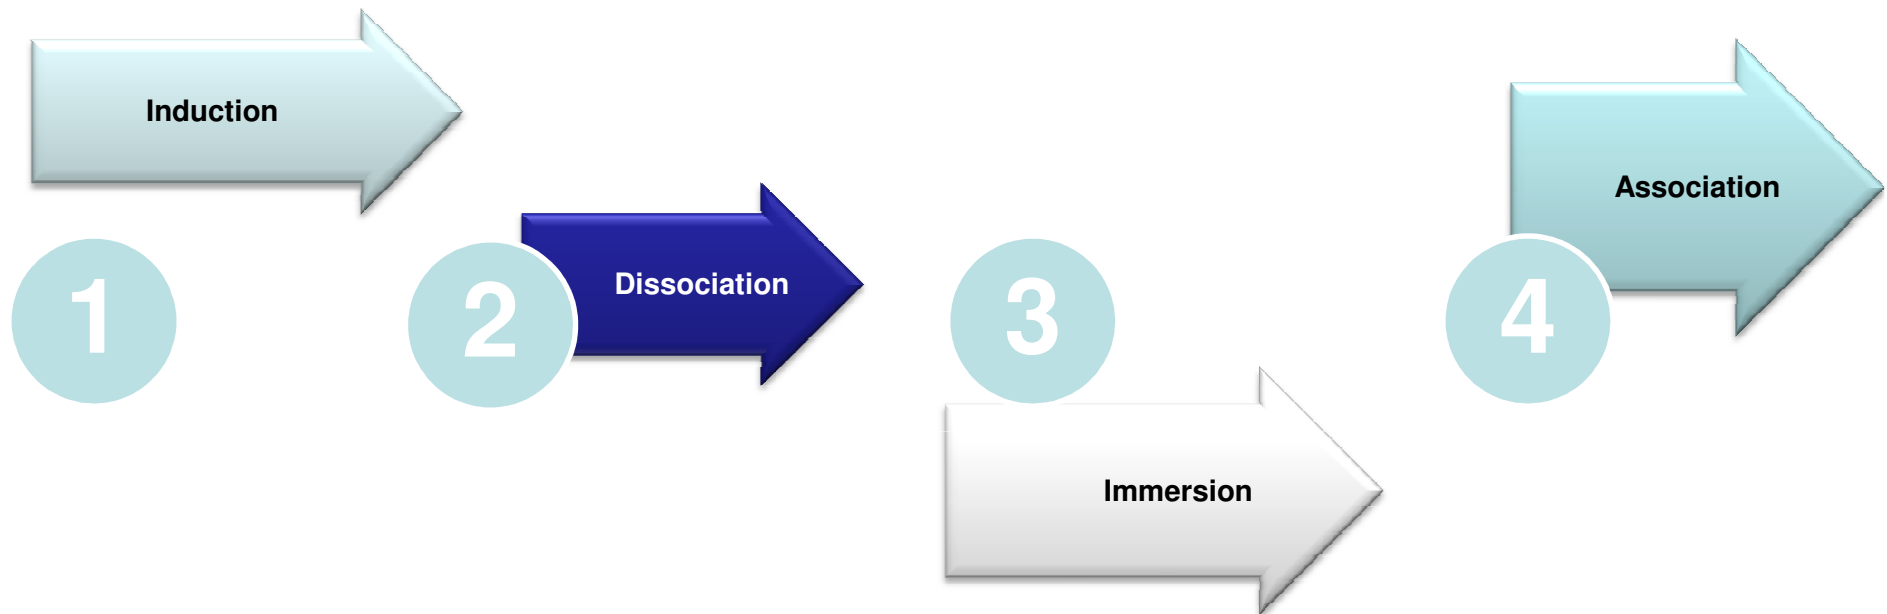 1
Induction
2
Dissociation
3
Immersion
4
Association